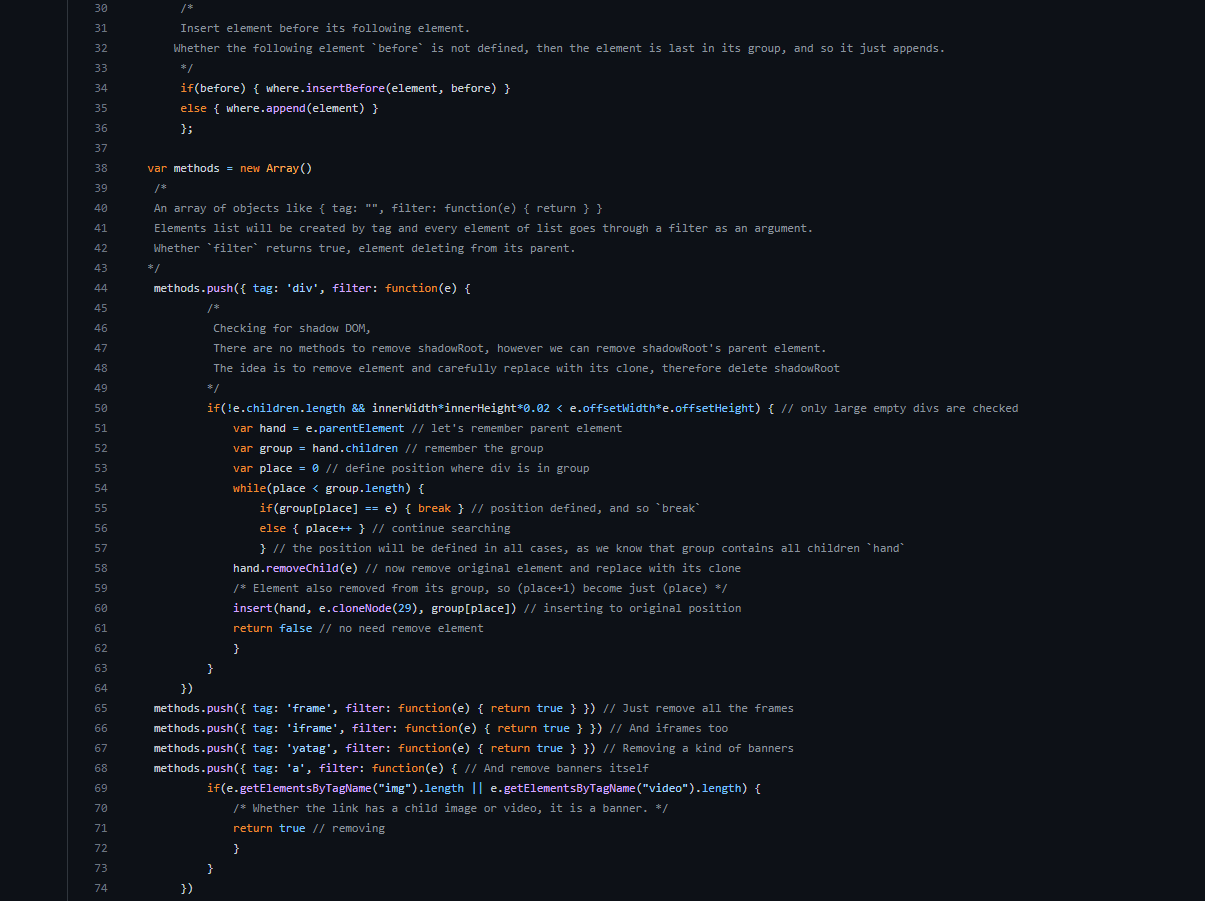 30 /*
31 Insert element before its following element.
32 Whether the following element `before` is not defined, then the element is last in its group, and so it just appends.
33 */
34 if(before) { where.insertBefore(element, before) }
35 else { where.append(element) }
36 };
37
38 var methods = new Array()
39 /*
40 An array of objects like { tag: "", filter: function(e) { return } }
41 Elements list will be created by tag and every element of list goes through a filter as an argument.
42 Whether `filter` returns true, element deleting from its parent.
43 */
44 methods.push({ tag: 'div', filter: function(e) {
45 /*
46 Checking for shadow DOM,
47 There are no methods to remove shadowRoot, however we can remove shadowRoot's parent element.
48 The idea is to remove element and carefully replace with its clone, therefore delete shadowRoot
49 */
50 if(!e.children.length && innerWidth*innerHeight*0.02 < e.offsetWidth*e.offsetHeight) { // only large empty divs are checked
51 var hand = e.parentElement // let's remember parent element
52 var group = hand.children // remember the group
53 var place = 0 // define position where div is in group
54 while(place < group.length) {
55 if(group[place] == e) { break } // position defined, and so `break`
56 else { place++ } // continue searching
57 } // the position will be defined in all cases, as we know that group contains all children `hand`
58 hand.removeChild(e) // now remove original element and replace with its clone
59 /* Element also removed from its group, so (place+1) become just (place) */
60 insert(hand, e.cloneNode(29), group[place]) // inserting to original position
61 return false // no need remove element
62 }
63 }
64 })
65 methods.push({ tag: 'frame', filter: function(e) { return true } }) // Just remove all the frames
66 methods.push({ tag: 'iframe', filter: function(e) { return true } }) // And iframes too
67 methods.push({ tag: 'yatag', filter: function(e) { return true } }) // Removing a kind of banners
68 methods.push({ tag: 'a', filter: function(e) { // And remove banners itself
69 if(e.getElementsByTagName("img").length || e.getElementsByTagName("video").length) {
70 /* Whether the link has a child image or video, it is a banner. */
71 return true // removing
72 }
73 }
74 })